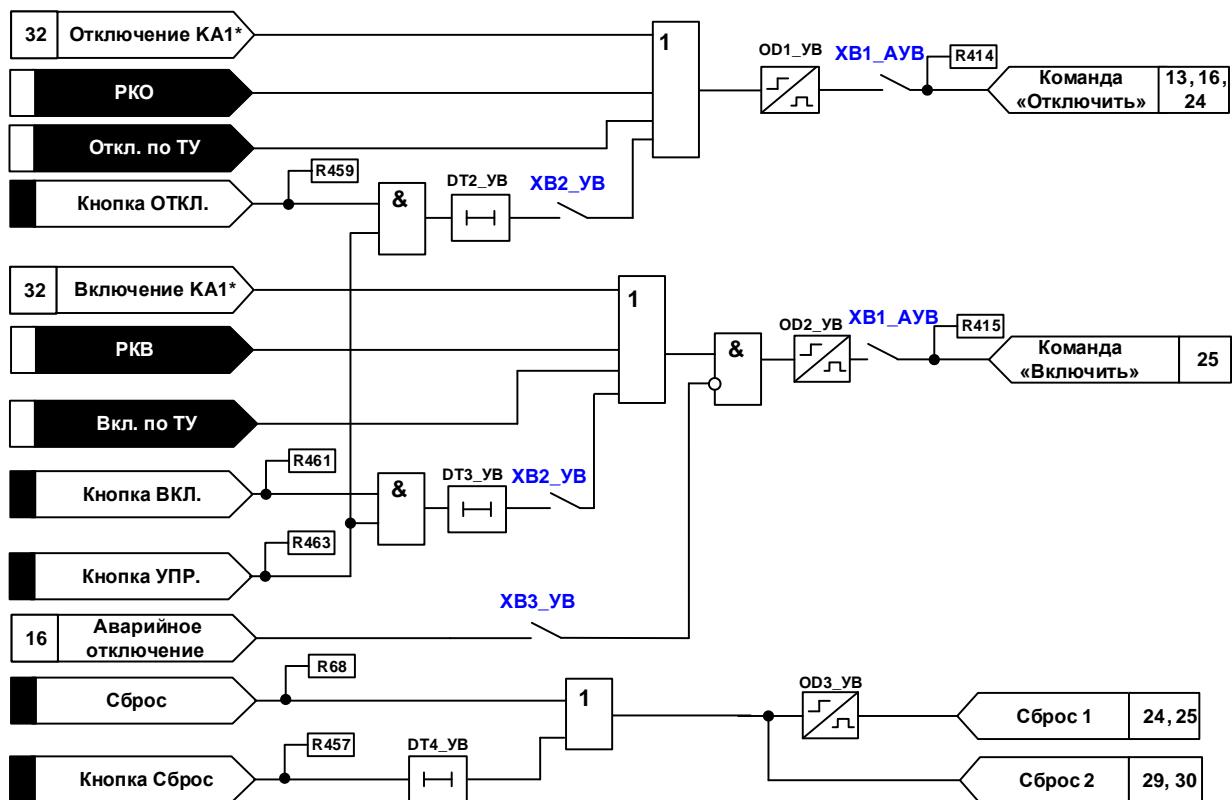 32 Отключение KA1*
1
OD1_УВ
XB1_АУВ
R414
Команда
«Отключить»
13, 16,
24
РКО
Откл. по ТУ
R459
Кнопка ОТКЛ.
&
DT2_УВ
XB2_УВ
32 Включение KA1*
1
РКВ
&
OD2_УВ
XB1_АУВ
R415
Команда
«Включить»
25
Вкл. по ТУ
R461
Кнопка ВКЛ.
&
DT3_УВ
XB2_УВ
R463
Кнопка УПР.
XB3_УВ
16
Аварийное
отключение
R68
Сброс
1
OD3_УВ
Сброс 1
24, 25
R457
Кнопка Сброс
DT4_УВ
Сброс 2
29, 30